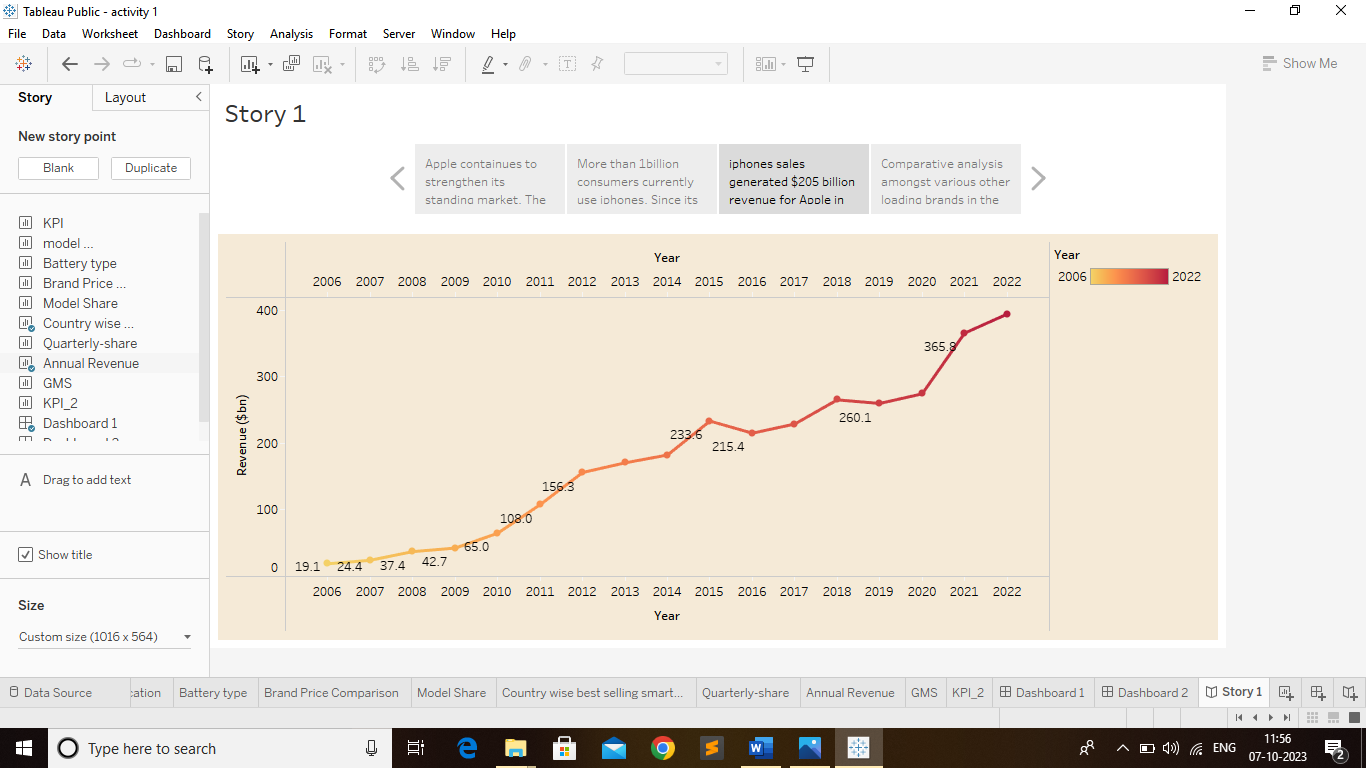 Tableau Public - activity 1
File Data Worksheet Dashboard Story Analysis Format Server Window Help
Show Me
Story Layout
New story point
Blank Duplicate
KPI
model ...
Battery type
Brand Price ...
Model Share
Country wise ...
Quarterly-share
Annual Revenue
GMS
KPI_2
Dashboard 1
A Drag to add text
Show title
Size
Custom size (1016 x 564)
Story 1
Apple containues to
strengthen its
standing market. The
More than 1billion
consumers currently
use iphones. Since its
iphones sales
generated $205 billion
revenue for Apple in
Comparative analysis
amongst various other
loading brands in the
Year
2006 2007 2008 2009 2010 2011 2012 2013 2014 2015 2016 2017 2018 2019 2020 2021 2022
400
300
200
100
0
Revenue ($bn)
19.1 24.4 37.4 42.7 65.0 108.0 156.3 233.6 215.4 260.1 365.8
2006 2007 2008 2009 2010 2011 2012 2013 2014 2015 2016 2017 2018 2019 2020 2021 2022
Year
Year
2006 2022
Data Source ation Battery type Brand Price Comparison Model Share Country wise best selling smart... Quarterly-share Annual Revenue GMS KPI_2 Dashboard 1 Dashboard 2 Story 1
Type here to search
ENG
11:56
07-10-2023
2